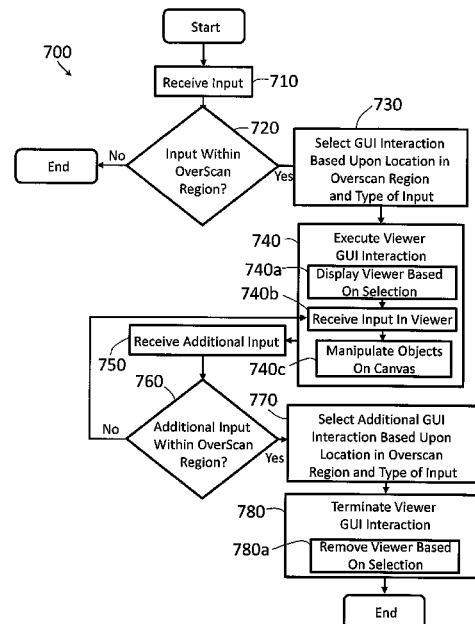 Start
700
Receive Input
710
720
730
No
End
Input Within
OverScan
Region?
Yes
Select GUI Interaction
Based Upon Location in
Overscan Region
and Type of Input
740
Execute Viewer
GUI Interaction
740a
Display Viewer Based
On Selection
740b
Receive Input In Viewer
Receive Additional Input
750
740c
Manipulate Objects
On Canvas
760
770
No
Additional Input
Within OverScan
Region?
Yes
Select Additional GUI
Interaction Based Upon
Location in Overscan
Region and Type of Input
780
Terminate Viewer
GUI Interaction
780a
Remove Viewer Based
On Selection
End